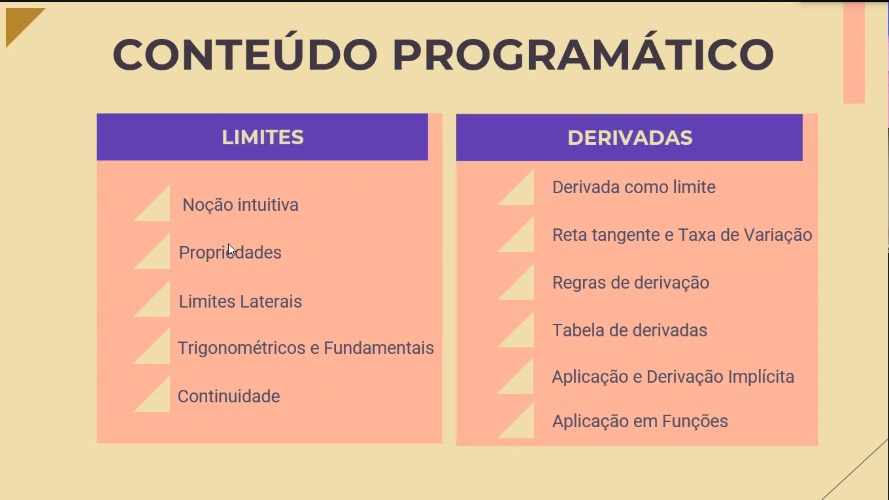 CONTEÚDO PROGRAMÁTICO
LIMITES
Noção intuitiva
Propriedades
Limites Laterais
Trigonométricos e Fundamentais
Continuidade
DERIVADAS
Derivada como limite
Reta tangente e Taxa de Variação
Regras de derivação
Tabela de derivadas
Aplicação e Derivação Implícita
Aplicação em Funções